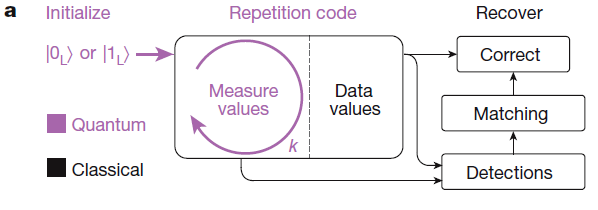 a Initialize Repetition code Recover
|0L⟩ or |1L⟩
Correct
Measure values
Data values
Matching
Quantum
k
Classical
Detections